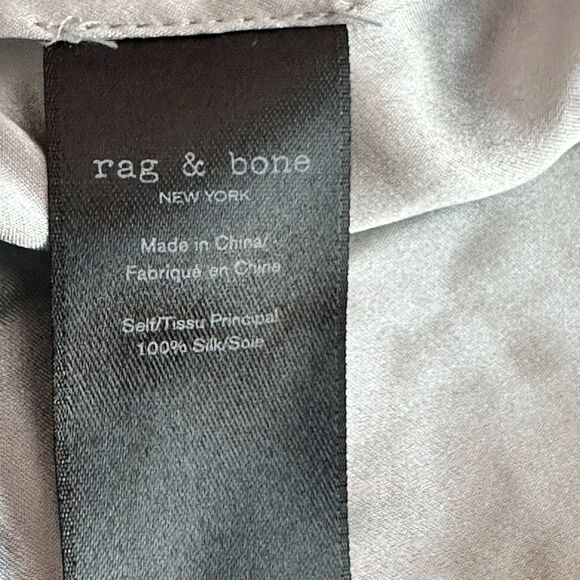 rag & bone
NEW YORK
Made in China/
Fabriqué en Chine
Self/Tissu Principal
100% Silk/Soie